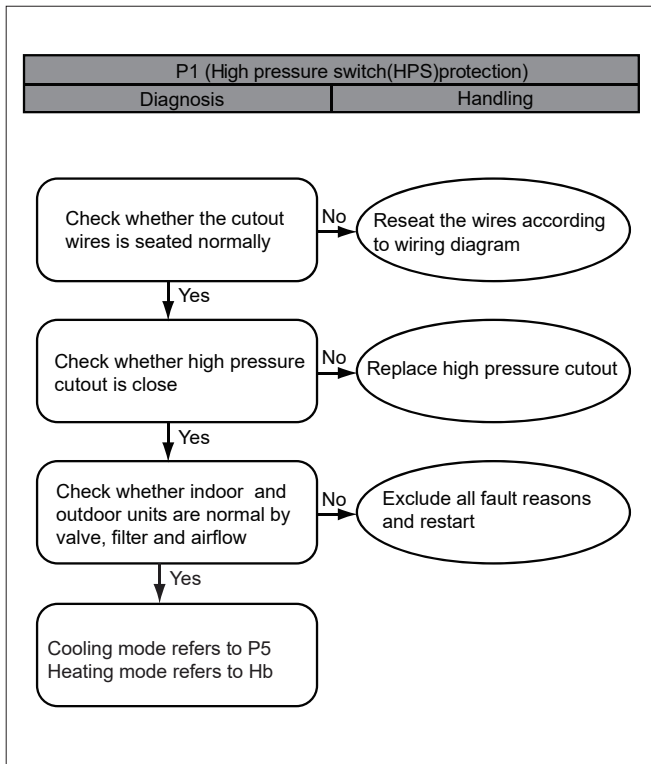 P1 (High pressure switch(HPS)protection)
Diagnosis
Handling
Check whether the cutout
wires is seated normally
No
Reseat the wires according
to wiring diagram
Yes
Check whether high pressure
cutout is close
No
Replace high pressure cutout
Yes
Check whether indoor and
outdoor units are normal by
valve, filter and airflow
No
Exclude all fault reasons
and restart
Yes
Cooling mode refers to P5
Heating mode refers to Hb